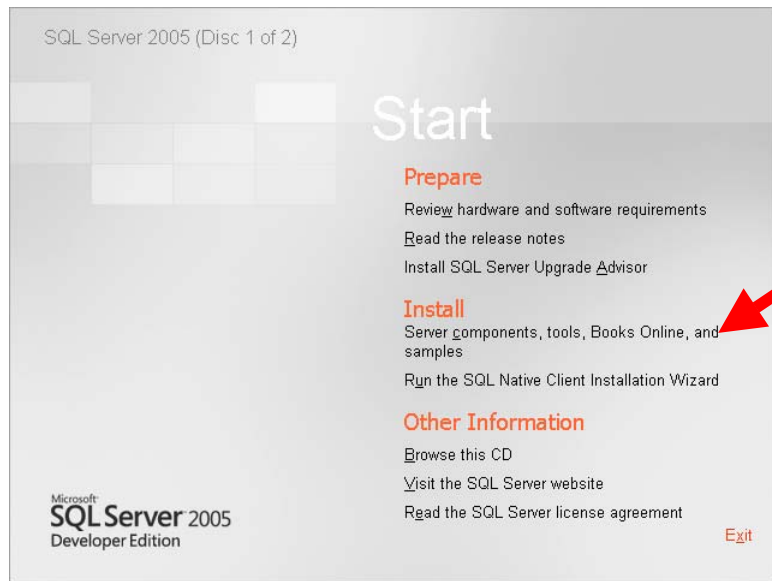 SQL Server 2005 (Disc 1 of 2)
Start
Prepare
Review hardware and software requirements
Read the release notes
Install SQL Server Upgrade Advisor
Install
Server components, tools, Books Online, and
samples
Run the SQL Native Client Installation Wizard
Other Information
Browse this CD
Visit the SQL Server website
Read the SQL Server license agreement
Exit
Microsoft
SQL Server 2005
Developer Edition